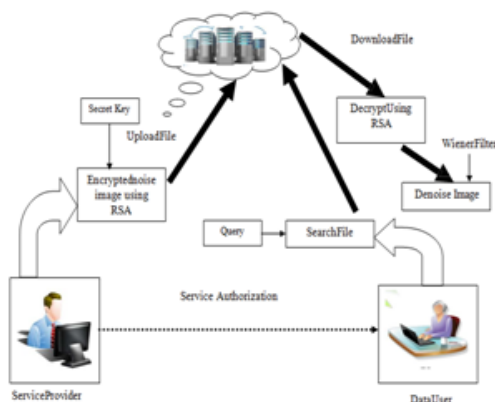 DownloadFile
Secret Key
UploadFile
DecryptUsing
RSA
WienerFilter
Encryptednoise
image using
RSA
Denoise Image
Query
SearchFile
Service Authorization
ServiceProvider
DataUser